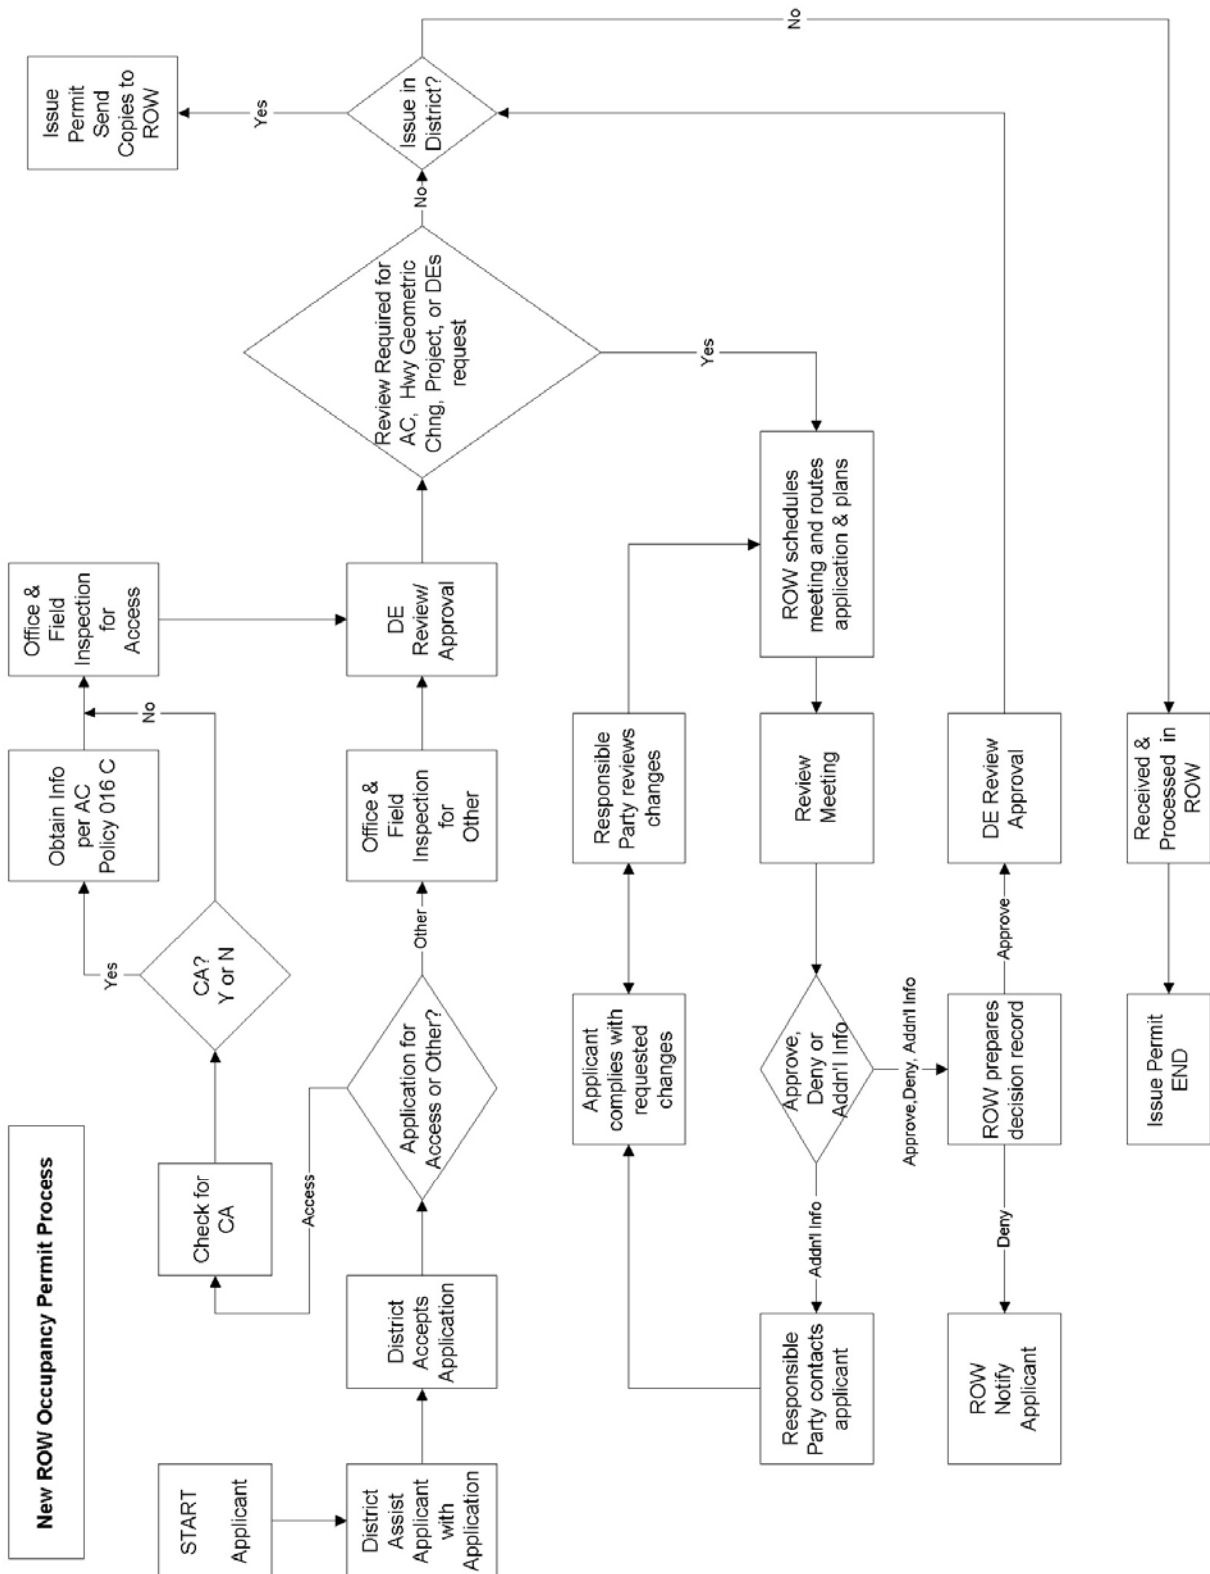 New ROW Occupancy Permit Process
START
Applicant
District
Assist
Applicant
with
Application
District
Accepts
Application
Application for
Access or Other?
Access
Other
Check for
CA
CA?
Y or N
Yes
No
Obtain Info
per AC
Policy 016 C
Office &
Field
Inspection
for
Access
Office &
Field
Inspection
for
Other
DE
Review/
Approval
Review Required for
AC, Hwy Geometric
Chng, Project, or DEs
request
No
Yes
Issue in
District?
Yes
No
Issue
Permit
Send
Copies to
ROW
ROW schedules
meeting and routes
application & plans
Review
Meeting
Approve,
Deny or
Addn'l Info
Addn'l Info
Approve,Deny, Addn'l Info
Responsible
Party contacts
applicant
Applicant
complies with
requested
changes
Responsible
Party reviews
changes
ROW prepares
decision record
Deny
Approve
ROW
Notify
Applicant
DE Review
Approval
Received &
Processed in
ROW
Issue Permit
END